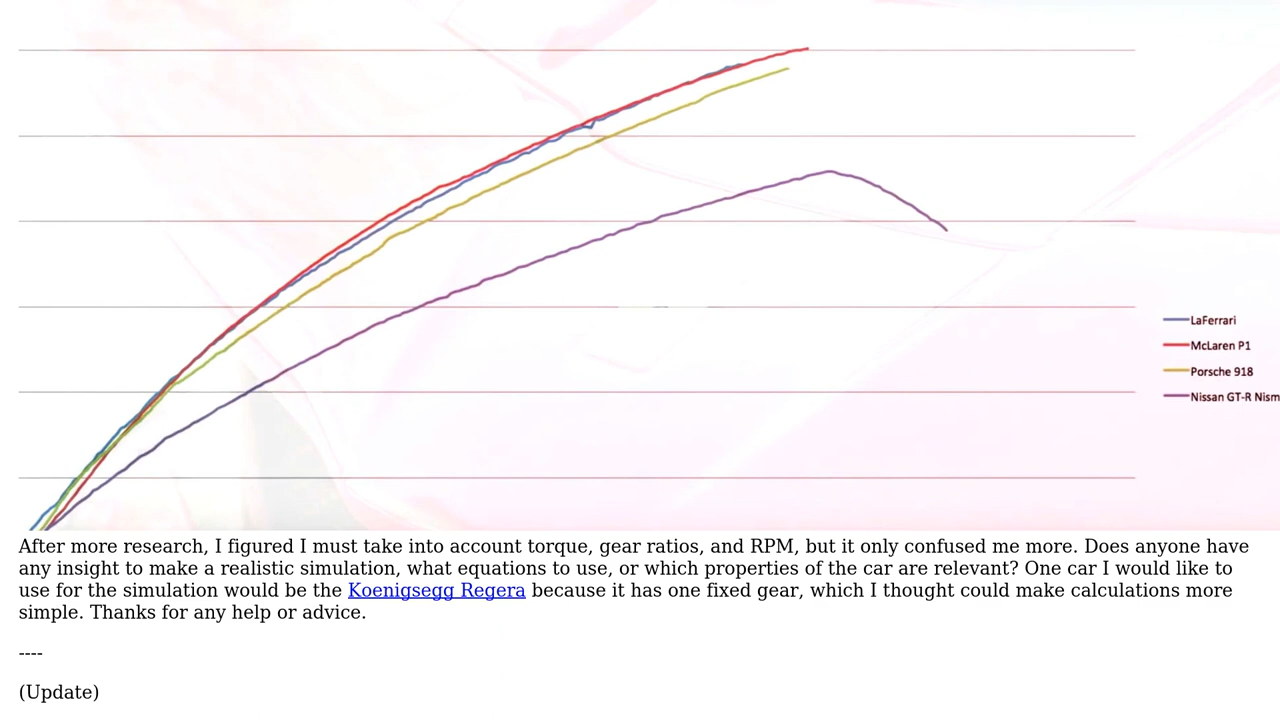 LaFerrari
McLaren P1
Porsche 918
Nissan GT-R Nism
After more research, I figured I must take into account torque, gear ratios, and RPM, but it only confused me more. Does anyone have
any insight to make a realistic simulation, what equations to use, or which properties of the car are relevant? One car I would like to
use for the simulation would be the Koenigsegg Regera because it has one fixed gear, which I thought could make calculations more
simple. Thanks for any help or advice.
----
(Update)